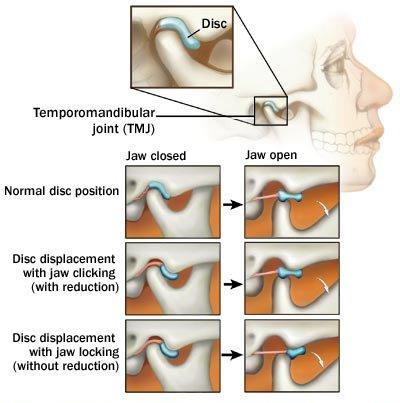 Disc
Temporomandibular
joint (TMJ)
Jaw closed
Jaw open
Normal disc position
Disc displacement
with jaw clicking
(with reduction)
Disc displacement
with jaw locking
(without reduction)